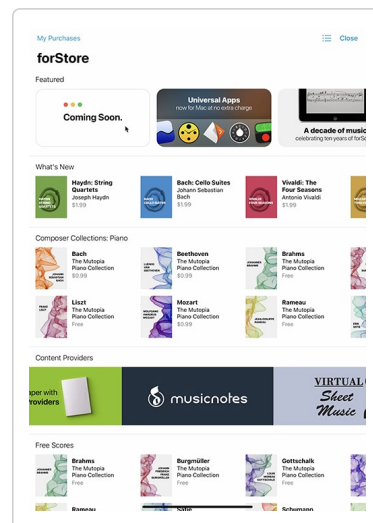 My Purchases
Close
forStore
Featured
Coming Soon.
Universal Apps
now for Mac at no extra charge
A decade of music
celebrating ten years of forSc
What's New
Haydn: String
Quartets
Joseph Haydn
$1.99
Bach: Cello Suites
Johann Sebastian
Bach
$1.99
Vivaldi: The
Four Seasons
Antonio Vivaldi
$1.99
Composer Collections: Piano
Bach
The Mutopia
Piano Collection
$0.99
Beethoven
The Mutopia
Piano Collection
$0.99
Brahms
The Mutopia
Piano Collection
Free
Liszt
The Mutopia
Piano Collection
Free
Mozart
The Mutopia
Piano Collection
$0.99
Rameau
The Mutopia
Piano Collection
Free
Content Providers
aper with
roviders
musicnotes
VIRTUAL
Sheet
Music
Free Scores
Brahms
The Mutopia
Piano Collection
Free
Burgmüller
The Mutopia
Piano Collection
Free
Gottschalk
The Mutopia
Piano Collection
Free
Rameau
Satie
Schumann